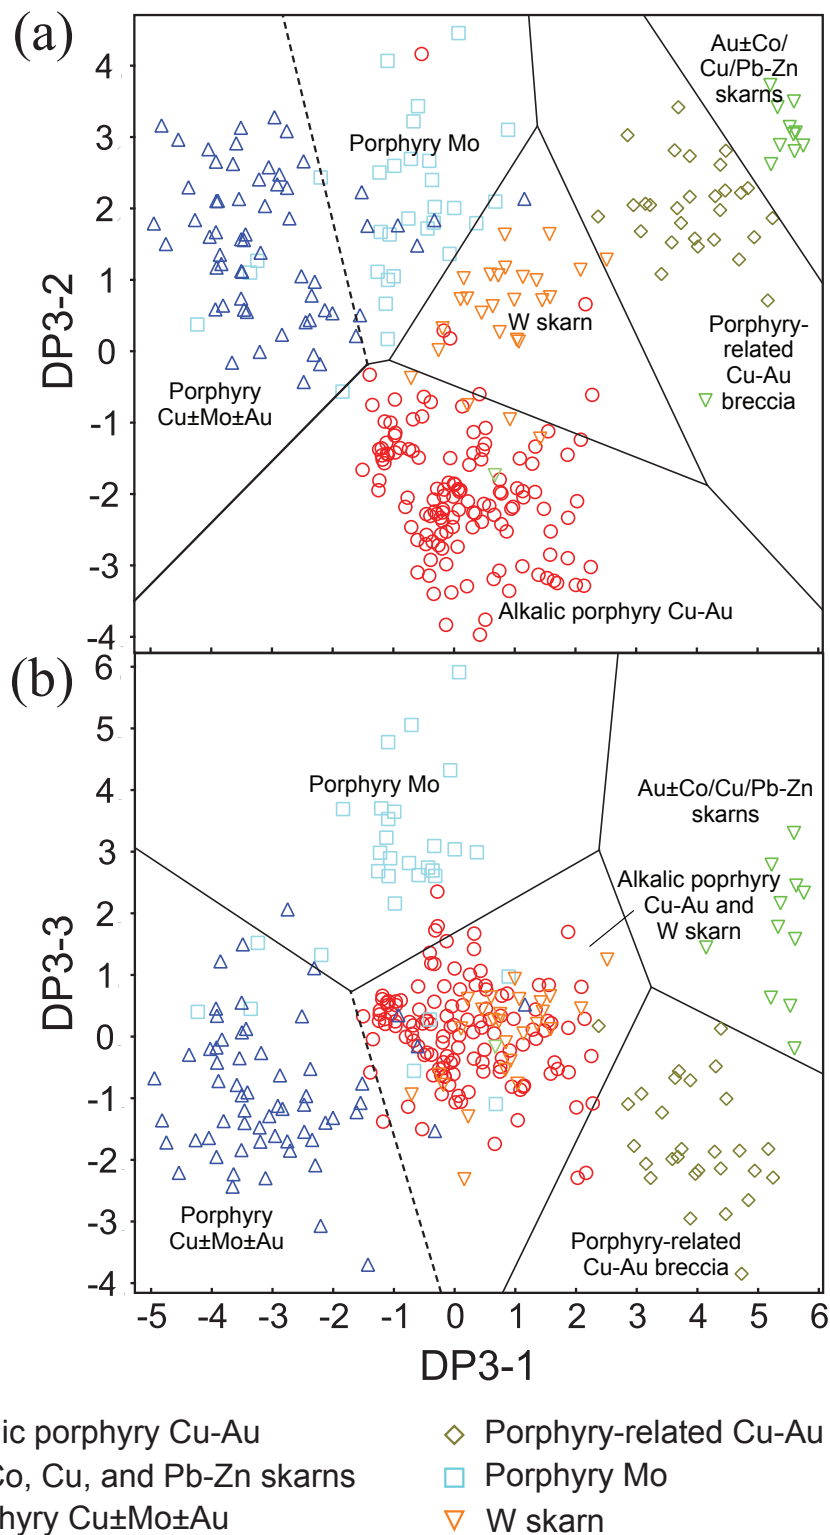 (a)
Au±Co/
Cu/Pb-Zn
skarns
Porphyry Mo
W skarn
Porphyry-
related
Cu-Au
breccia
Porphyry
Cu±Mo±Au
Alkalic porphyry Cu-Au
DP3-2
4
3
2
1
0
-1
-2
-3
-4
(b)
Porphyry Mo
Au±Co/Cu/Pb-Zn
skarns
Alkalic poprhyry
Cu-Au and
W skarn
Porphyry
Cu±Mo±Au
Porphyry-related
Cu-Au breccia
DP3-3
6
5
4
3
2
1
0
-1
-2
-3
-4
-5 -4 -3 -2 -1 0 1 2 3 4 5 6
DP3-1
lic porphyry Cu-Au
Porphyry-related Cu-Au
Co, Cu, and Pb-Zn skarns
Porphyry Mo
phyry Cu±Mo±Au
W skarn